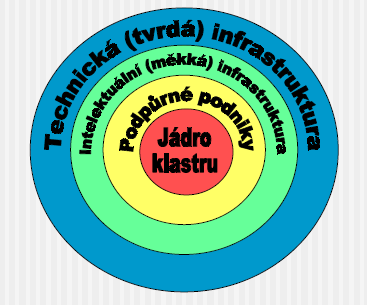 Technická (tvrdá) infrastruktura
Intelektuální (měkká) infrastruktura
Podpůrné podniky
Jádro
klastru